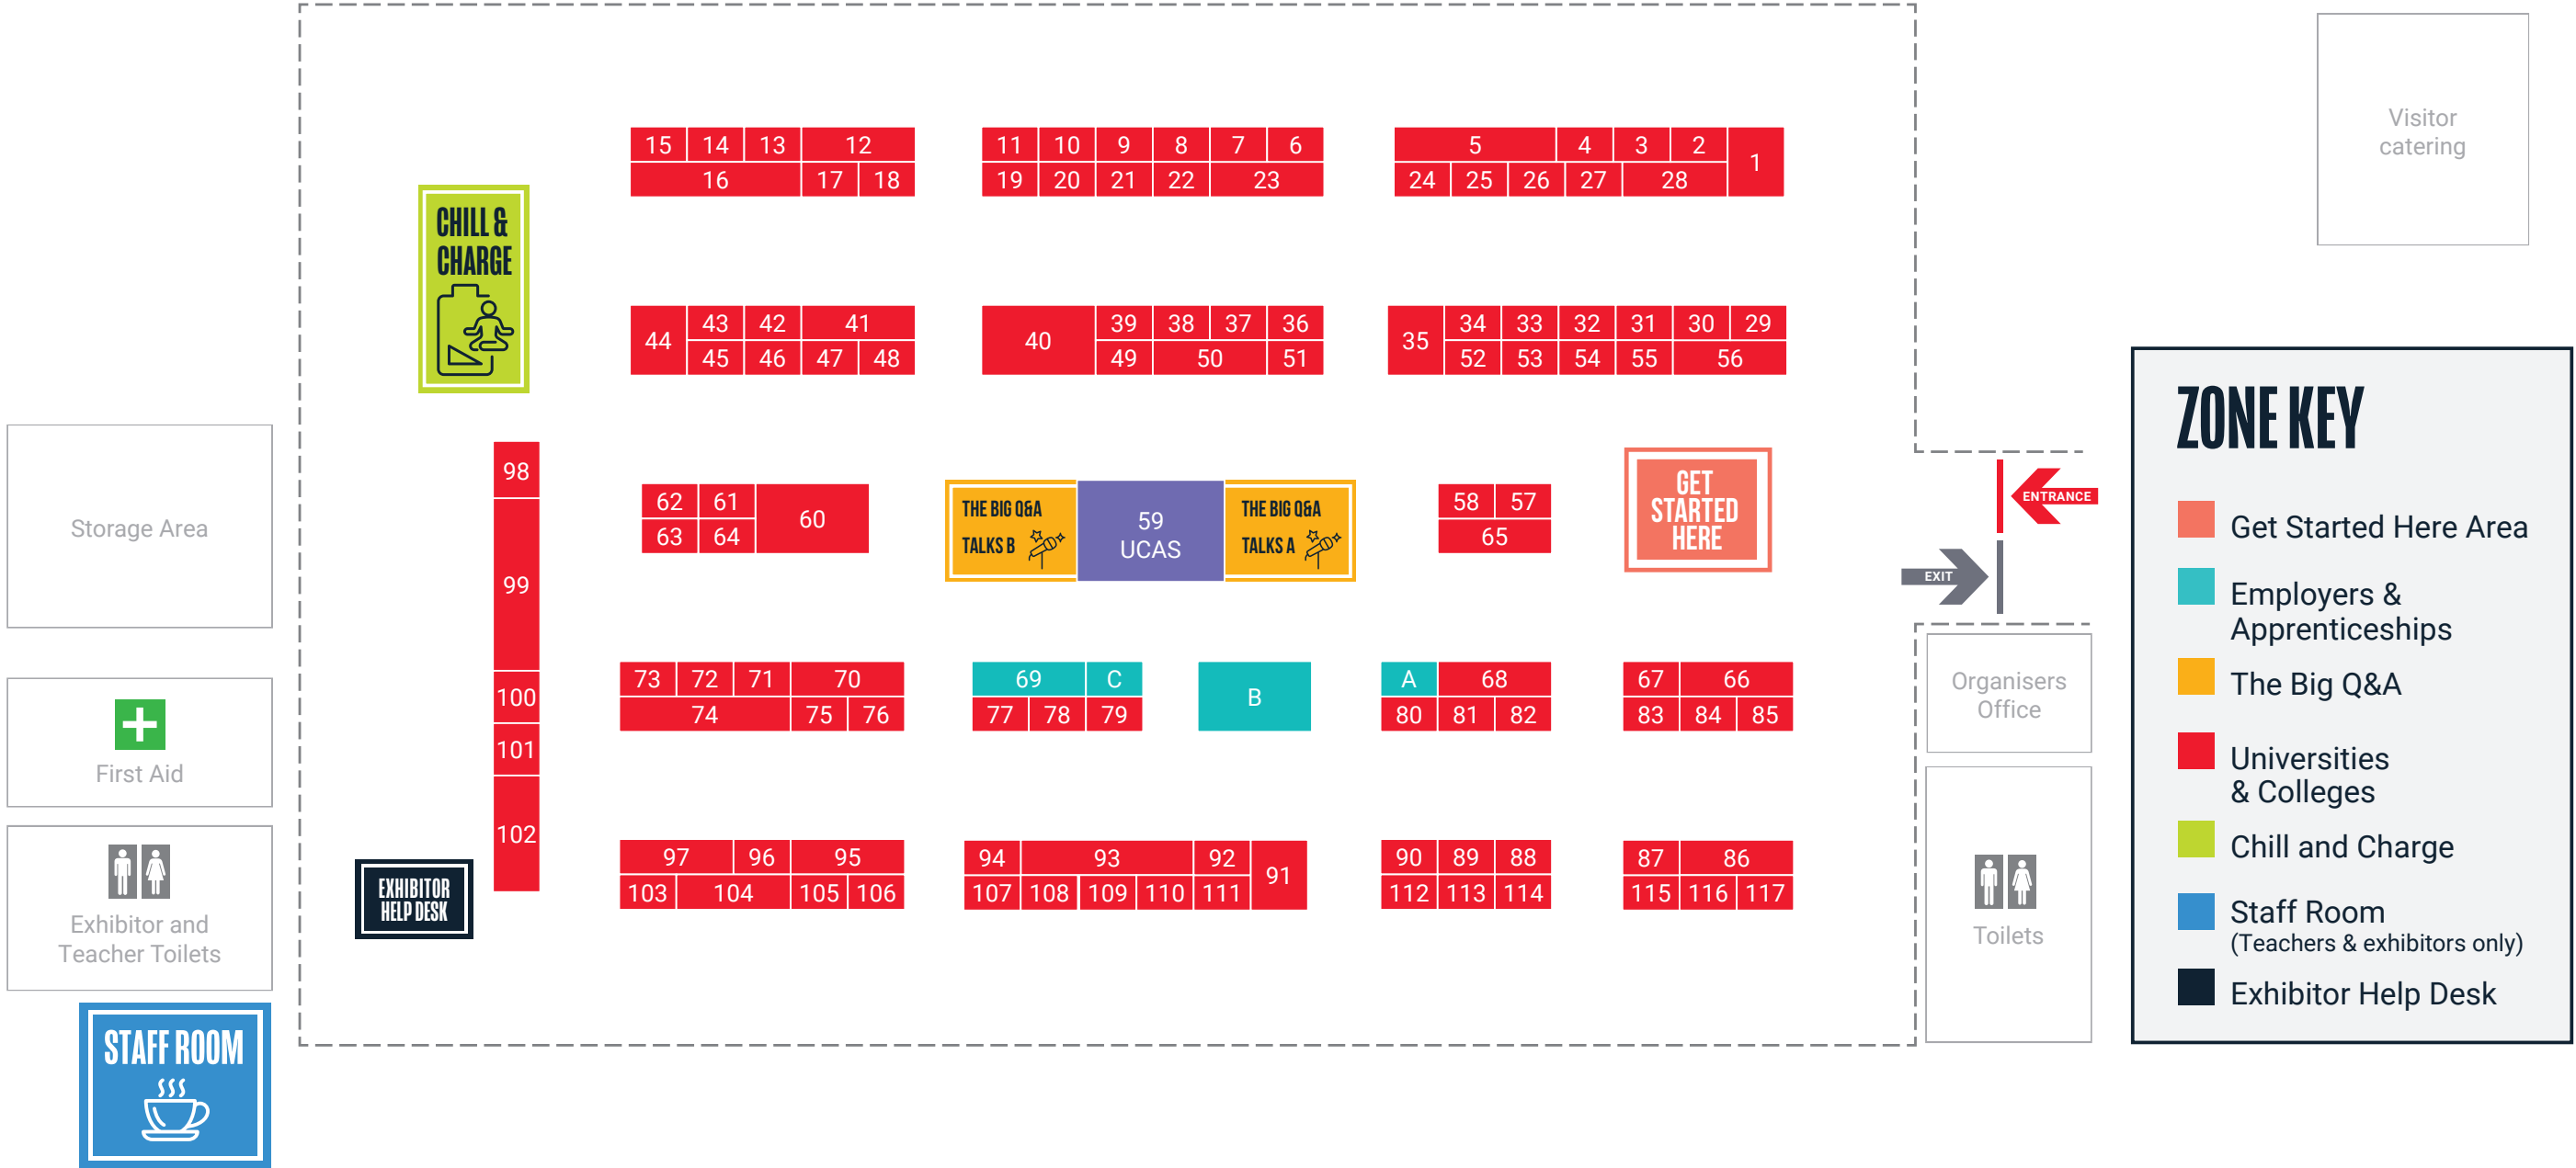 Visitor
catering
15 14 13 12
16 17 18
11 10 9 8 7 6
19 20 21 22 23
5 4 3 2 1
24 25 26 27 28
CHILL &
CHARGE
44 43 42 41
45 46 47 48
40 39 38 37 36
49 50 51
35 34 33 32 31 30 29
52 53 54 55 56
Storage Area
98
99
100
101
102
62 61 60
63 64
THE BIG Q&A
TALKS B
59
UCAS
THE BIG Q&A
TALKS A
58 57
65
GET
STARTED
HERE
ENTRANCE
EXIT
First Aid
73 72 71 70
74 75 76
69 C
77 78 79
B
A 68
80 81 82
67 66
83 84 85
Organisers
Office
Exhibitor and
Teacher Toilets
EXHIBITOR
HELP DESK
97 96 95
103 104 105 106
94 93 92 91
107 108 109 110 111
90 89 88
112 113 114
87 86
115 116 117
Toilets
STAFF ROOM
ZONE KEY
Get Started Here Area
Employers &
Apprenticeships
The Big Q&A
Universities
& Colleges
Chill and Charge
Staff Room
(Teachers & exhibitors only)
Exhibitor Help Desk